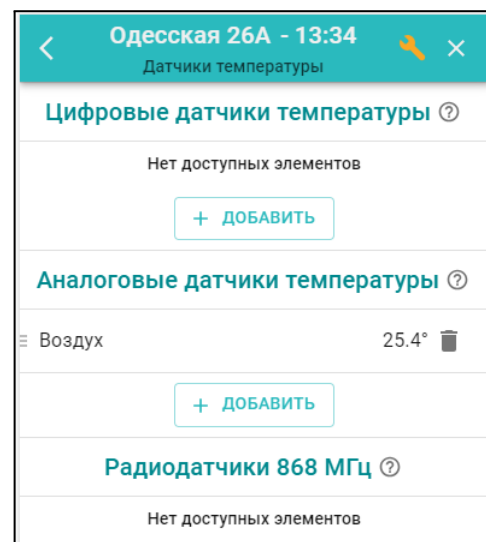 Одесская 26А - 13:34
Датчики температуры
Цифровые датчики температуры ?
Нет доступных элементов
+ ДОБАВИТЬ
Аналоговые датчики температуры ?
Воздух 25.4°
+ ДОБАВИТЬ
Радиодатчики 868 МГц ?
Нет доступных элементов